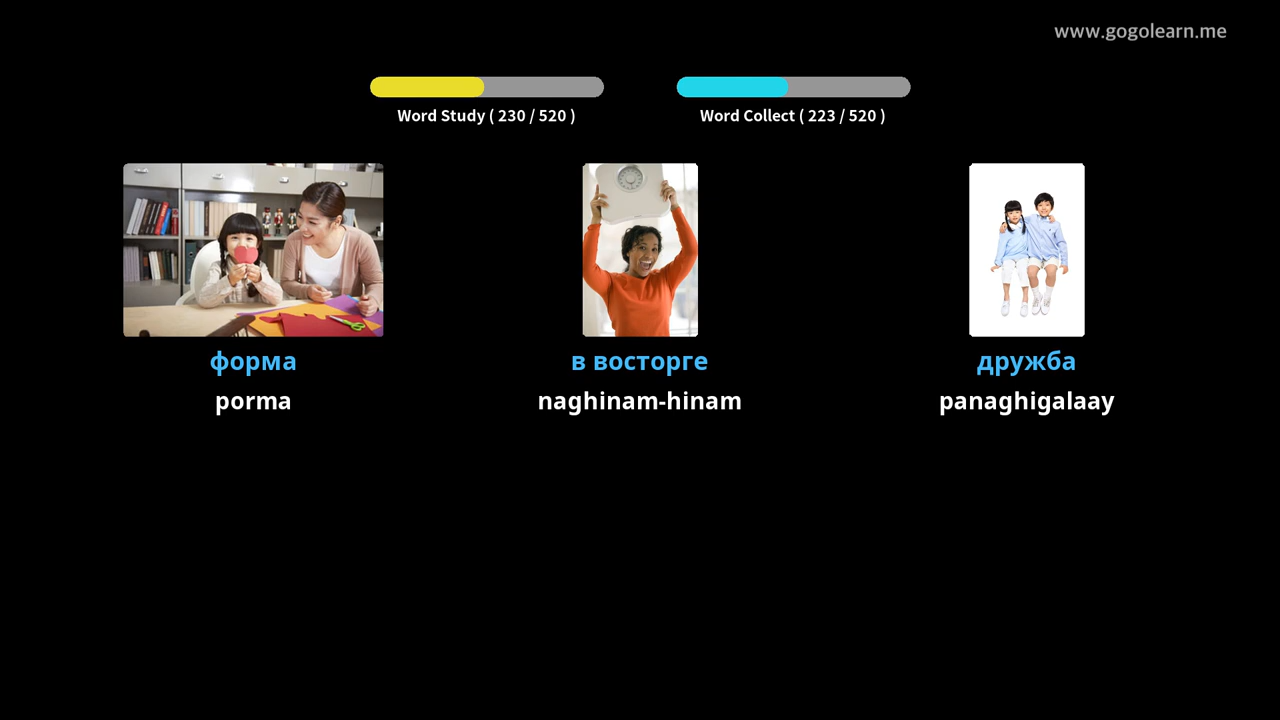 www.gogolearn.me
Word Study ( 230 / 520 )
Word Collect ( 223 / 520 )
форма
в восторге
дружба
porma
naghinam-hinam
panaghigalaay